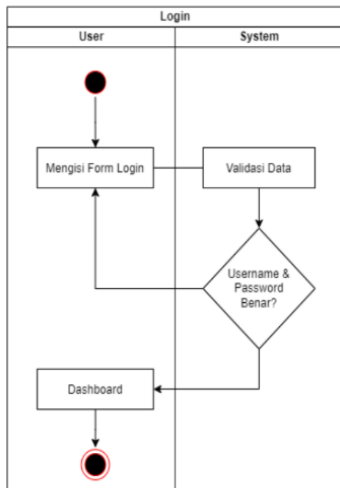 Login
User
System
Mengisi Form Login
Validasi Data
Username &
Password
Benar?
Dashboard